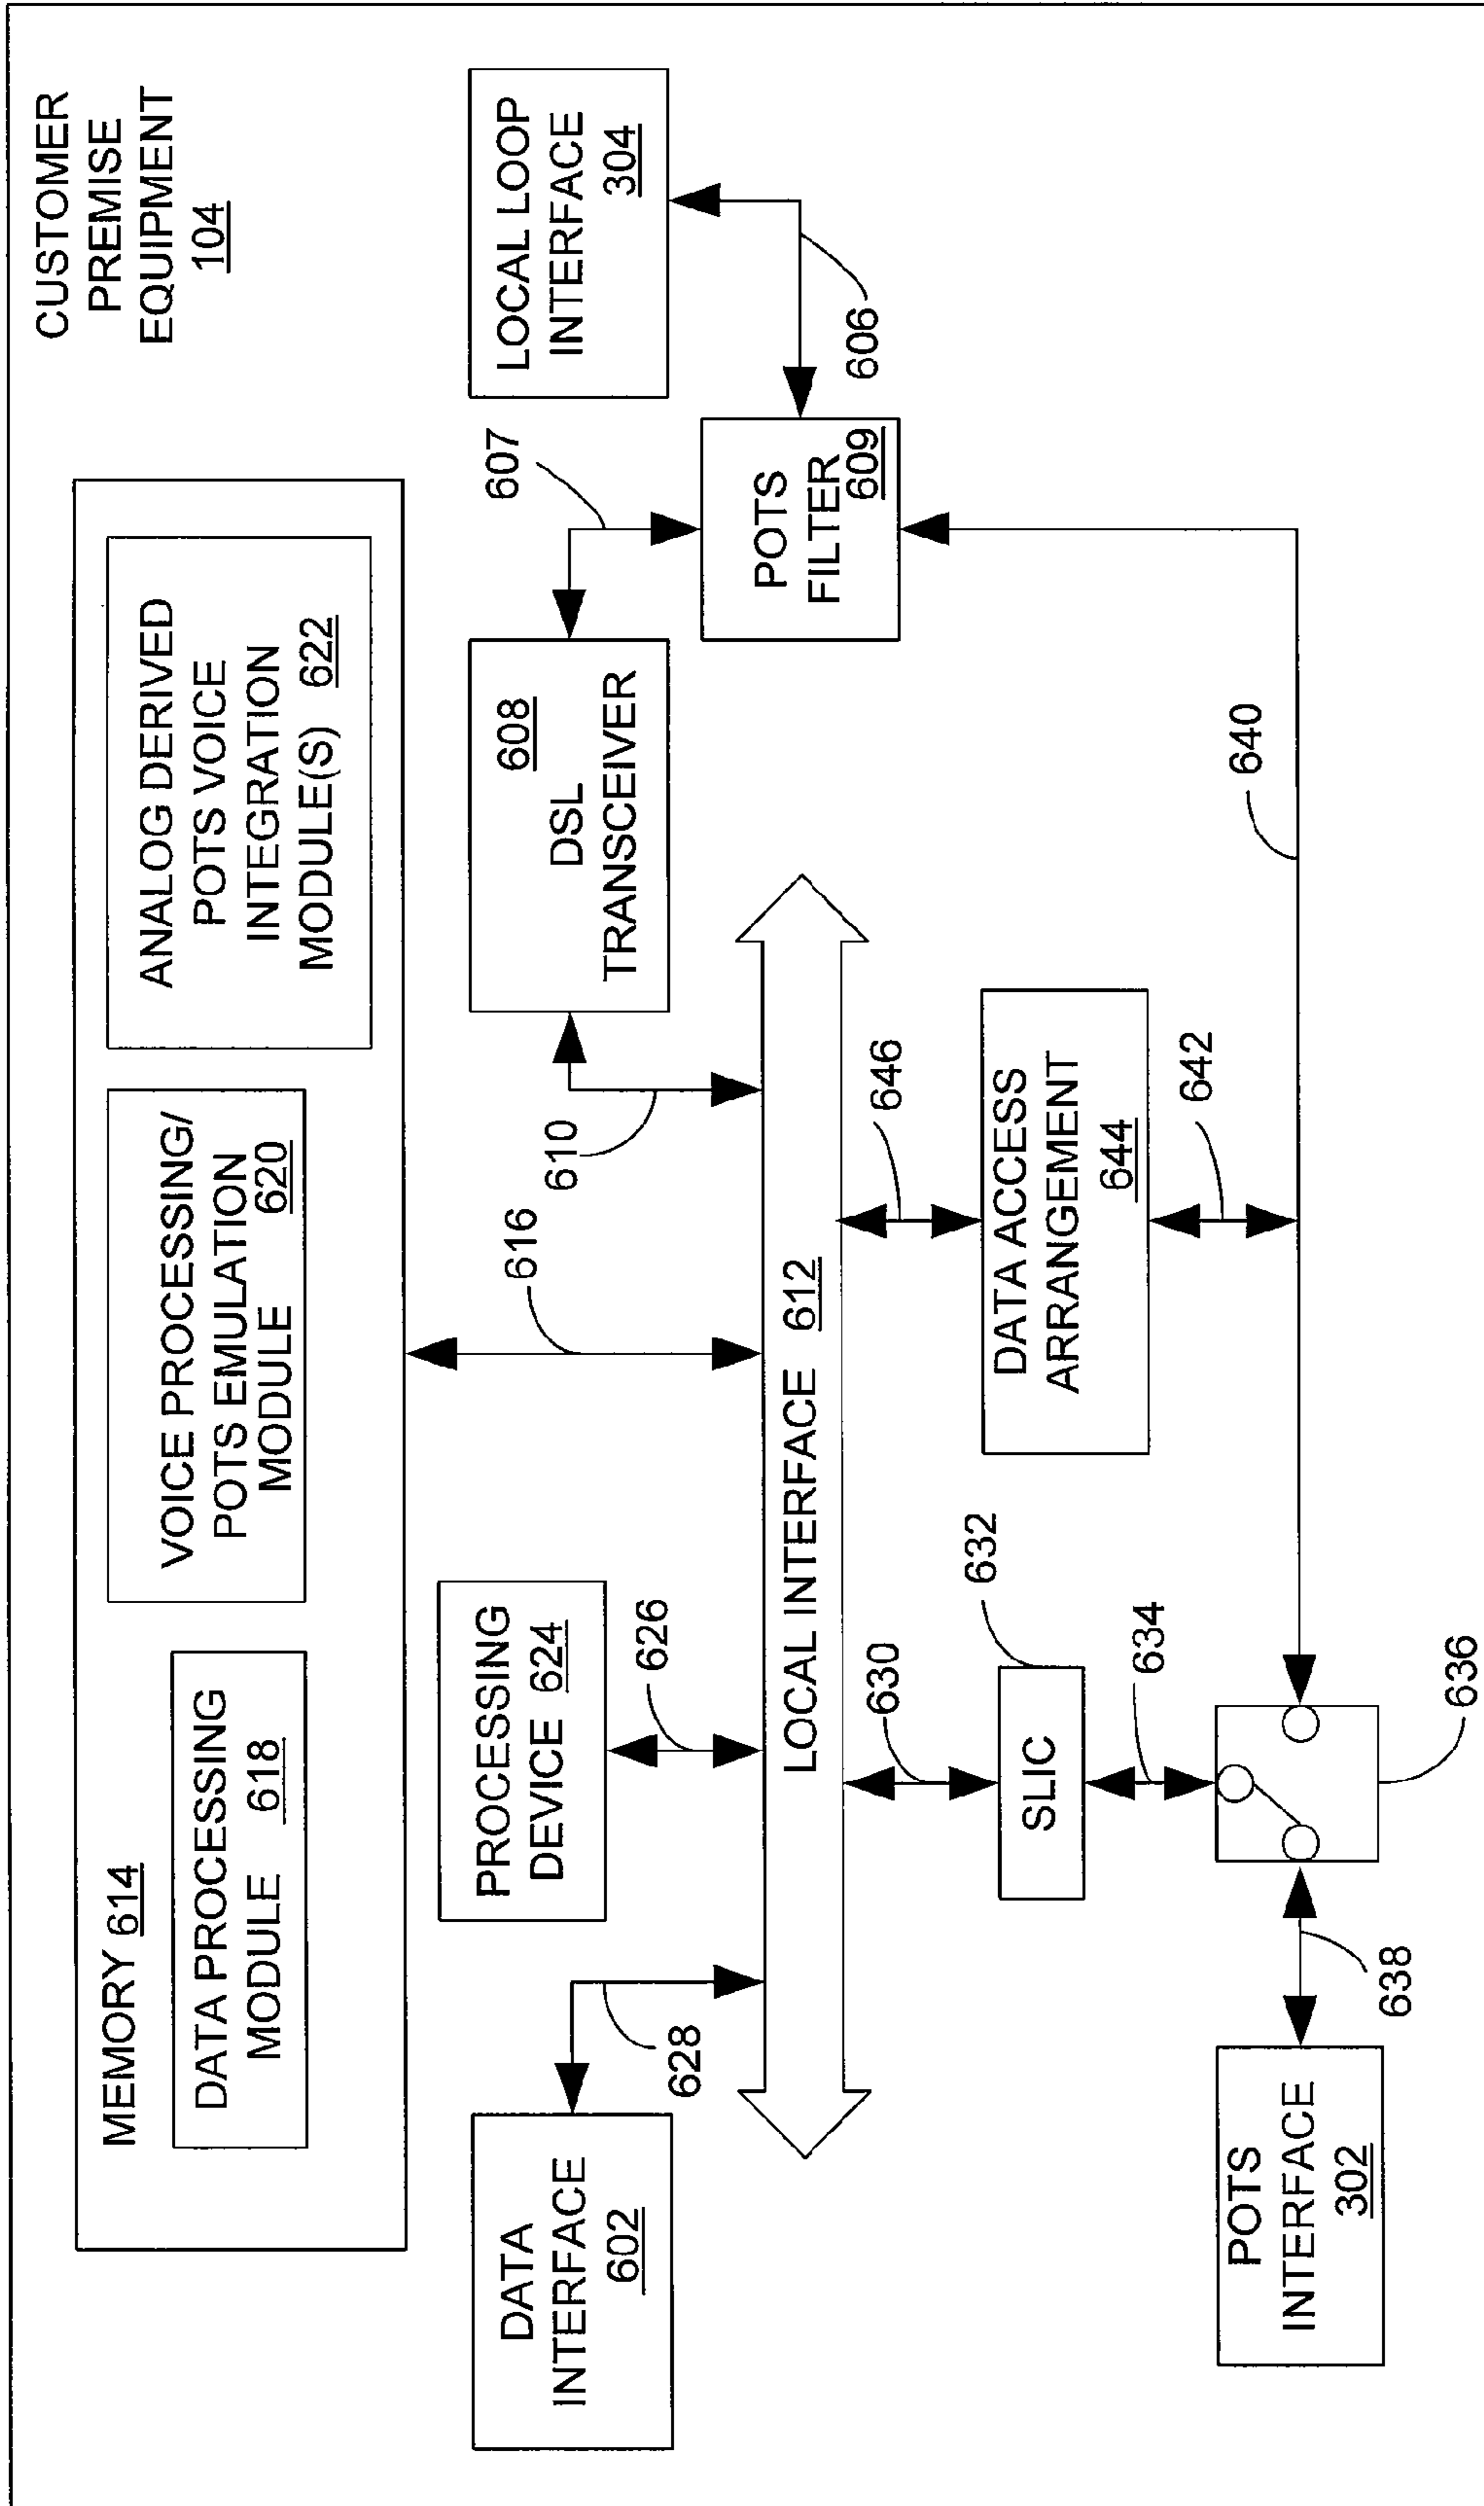 CUSTOMER
PREMISE
EQUIPMENT
104
MEMORY 614
DATA PROCESSING
MODULE 618
VOICE PROCESSING/
POTS EMULATION
MODULE 620
ANALOG DERIVED
POTS VOICE
INTEGRATION
MODULE(S) 622
DATA
INTERFACE
602
628
PROCESSING
DEVICE 624
626
616
610
608
DSL
TRANSCEIVER
607
LOCAL LOOP
INTERFACE
304
606
POTS
FILTER
609
LOCAL INTERFACE 612
630
632
SLIC
634
646
DATA ACCESS
ARRANGEMENT
644
642
640
POTS
INTERFACE
302
638
636